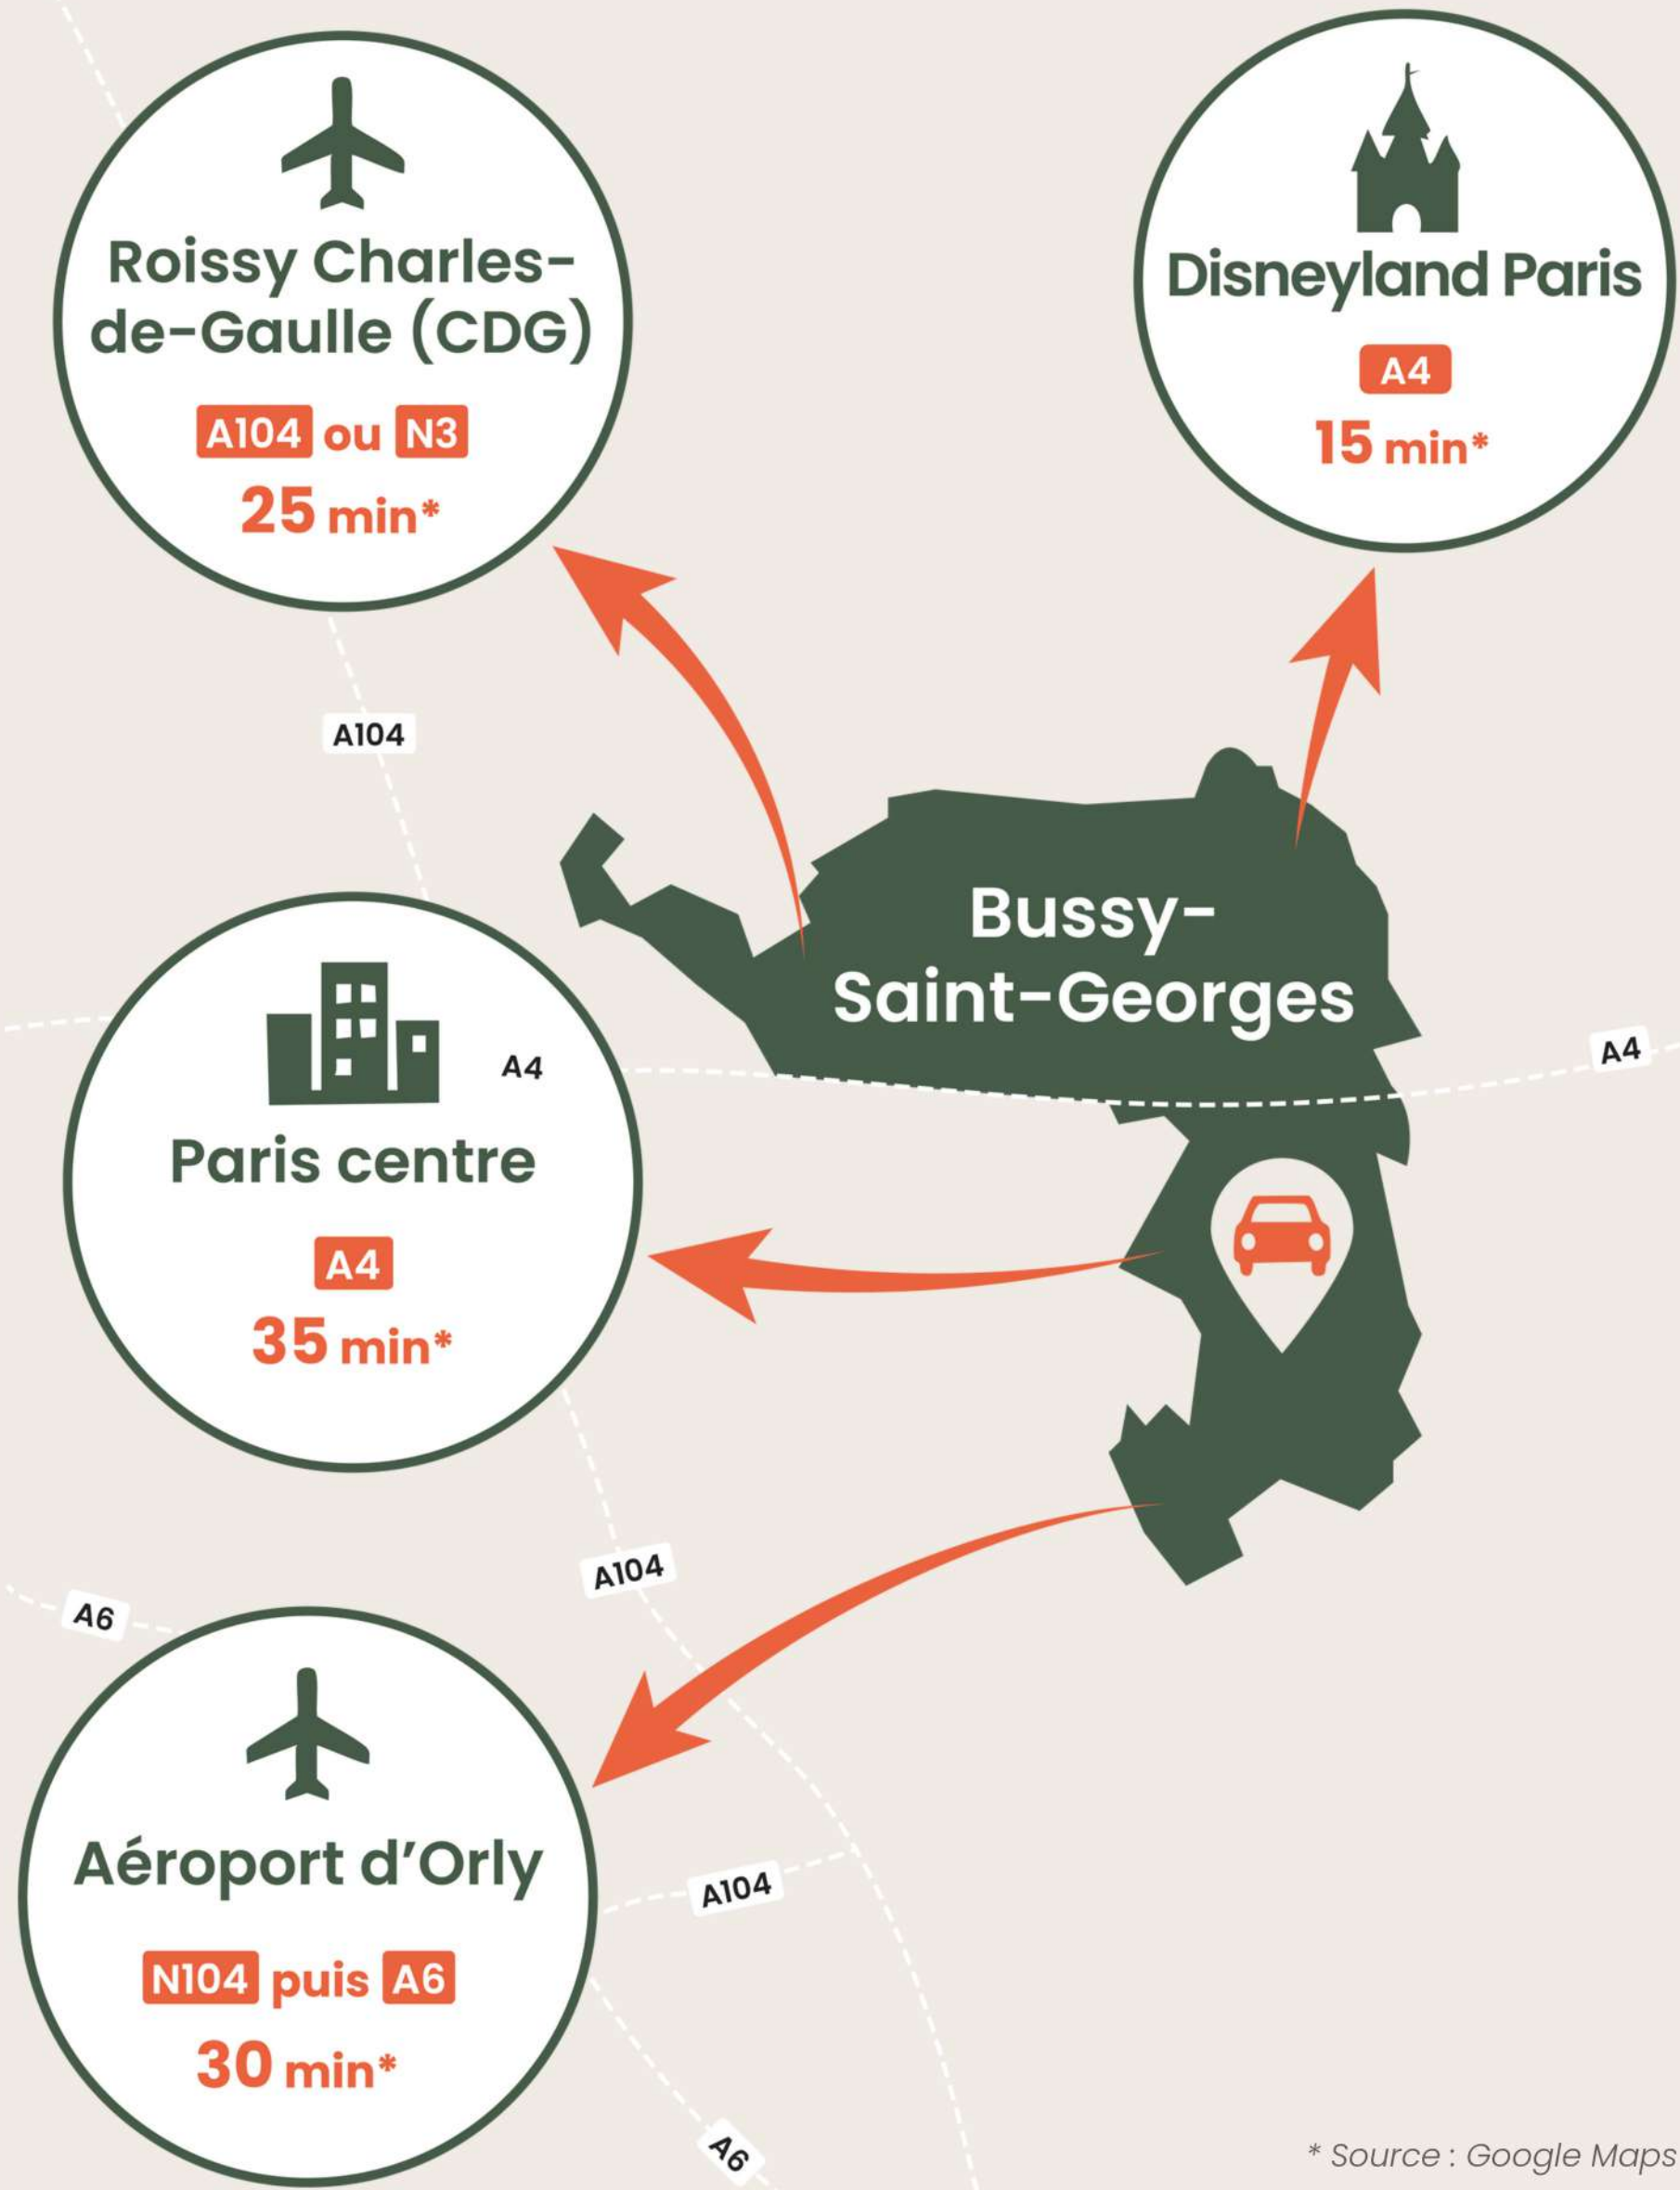 Roissy Charles-
de-Gaulle (CDG)
A104 ou N3
25 min*
Disneyland Paris
A4
15 min*
A104
Bussy-
Saint-Georges
A4
A4
Paris centre
A4
35 min*
A104
A6
Aéroport d'Orly
N104 puis A6
30 min*
A104
A6
* Source : Google Maps